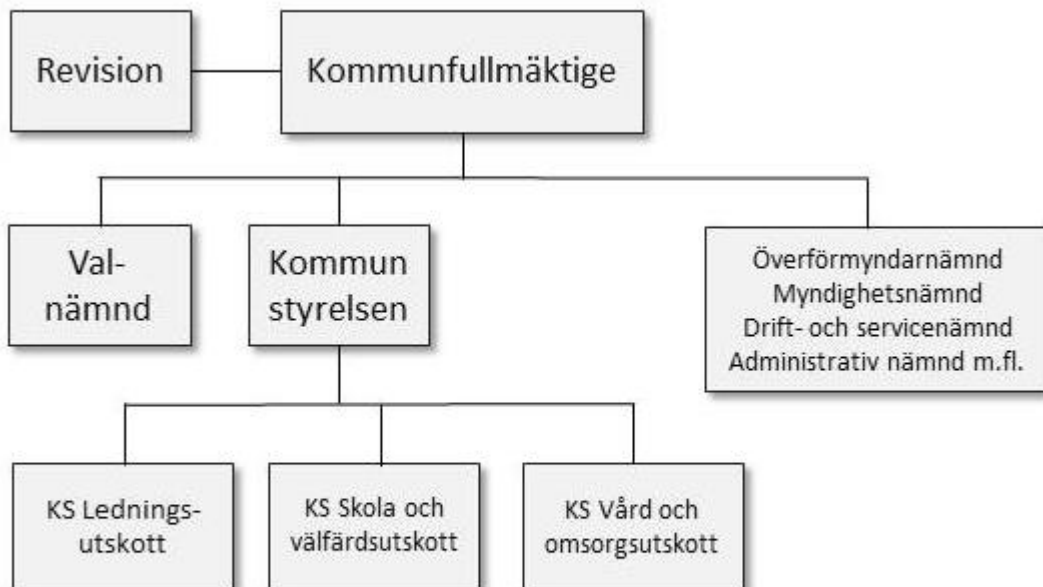 Revision
Kommunfullmäktige
Val-
nämnd
Kommun
styrelsen
Överförmyndarnämnd
Myndighetsnämnd
Drift- och servicenämnd
Administrativ nämnd m.fl.
KS Lednings-
utskott
KS Skola och
välfärdsutskott
KS Vård och
omsorgsutskott